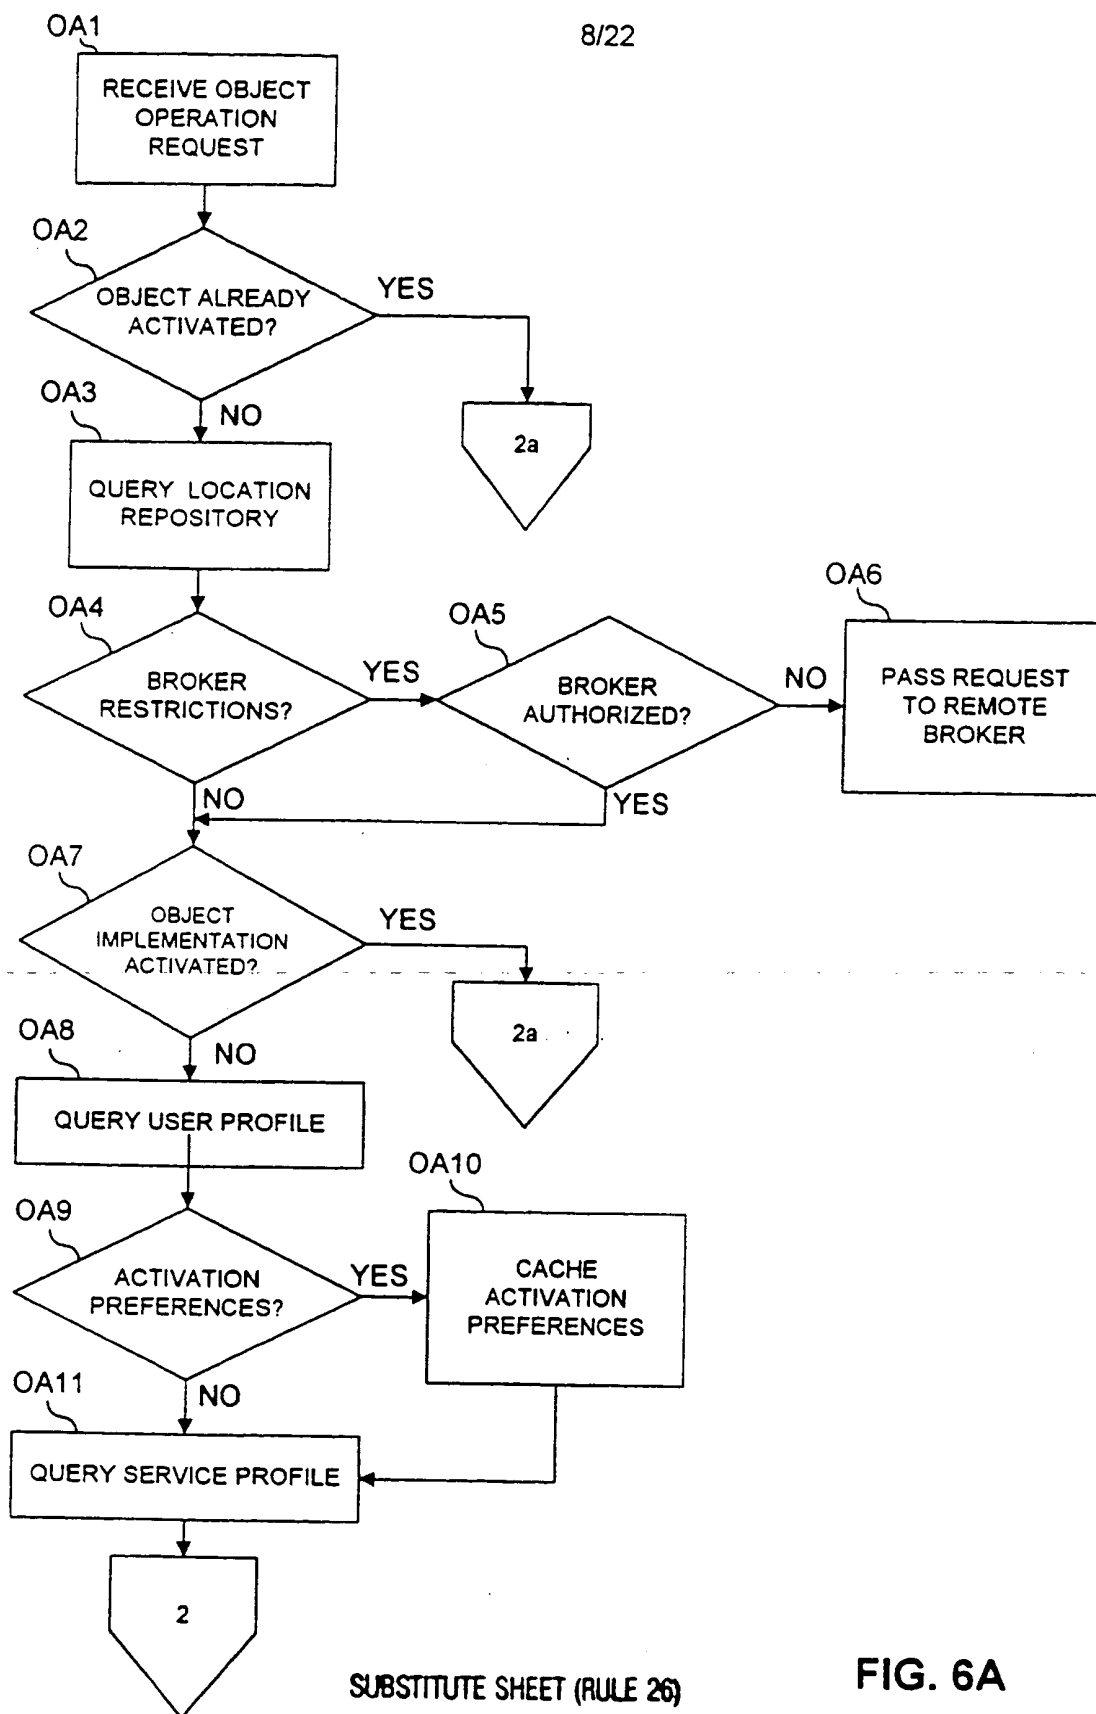 8/22
OA1
RECEIVE OBJECT
OPERATION
REQUEST
OA2
OBJECT ALREADY
ACTIVATED?
YES
NO
2a
OA3
QUERY LOCATION
REPOSITORY
OA4
BROKER
RESTRICTIONS?
YES
NO
OA5
BROKER
AUTHORIZED?
NO
YES
OA6
PASS REQUEST
TO REMOTE
BROKER
OA7
OBJECT
IMPLEMENTATION
ACTIVATED?
YES
NO
2a
OA8
QUERY USER PROFILE
OA9
ACTIVATION
PREFERENCES?
YES
NO
OA10
CACHE
ACTIVATION
PREFERENCES
OA11
QUERY SERVICE PROFILE
2
SUBSTITUTE SHEET (RULE 26)
FIG. 6A